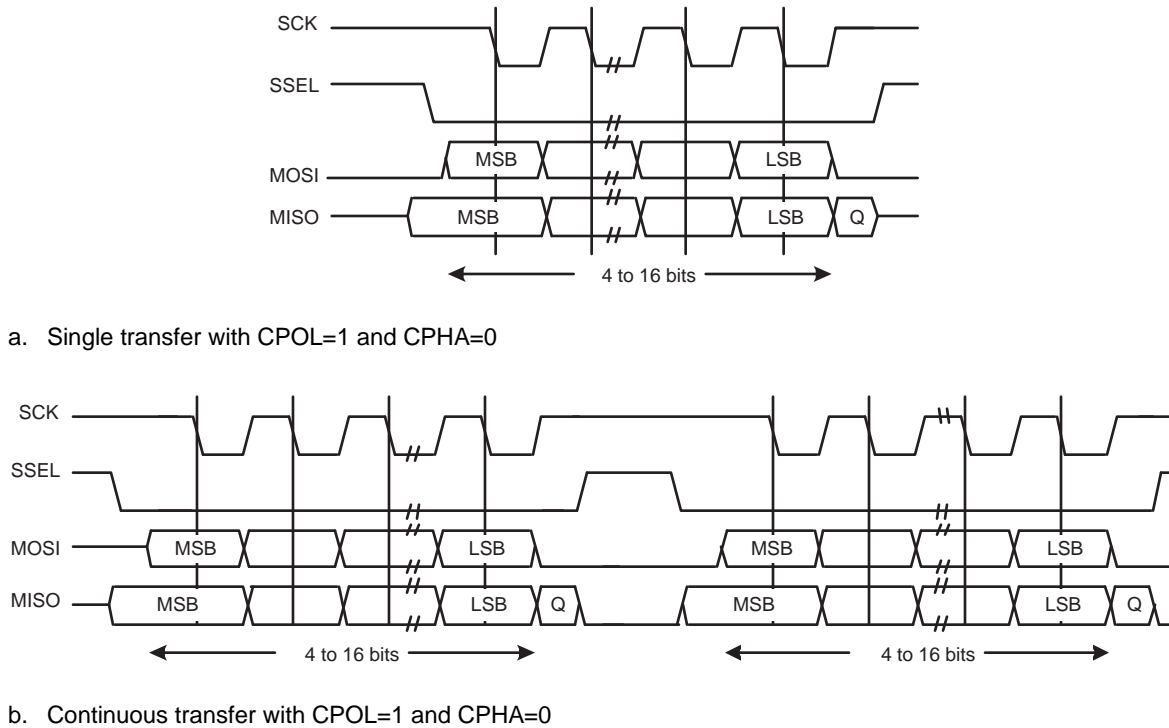 SCK
SSEL
MOSI
MSB
LSB
MISO
MSB
LSB
Q
4 to 16 bits
a. Single transfer with CPOL=1 and CPHA=0
SCK
SSEL
MOSI
MSB
LSB
MSB
LSB
MISO
MSB
LSB
Q
MSB
LSB
Q
4 to 16 bits
4 to 16 bits
b. Continuous transfer with CPOL=1 and CPHA=0